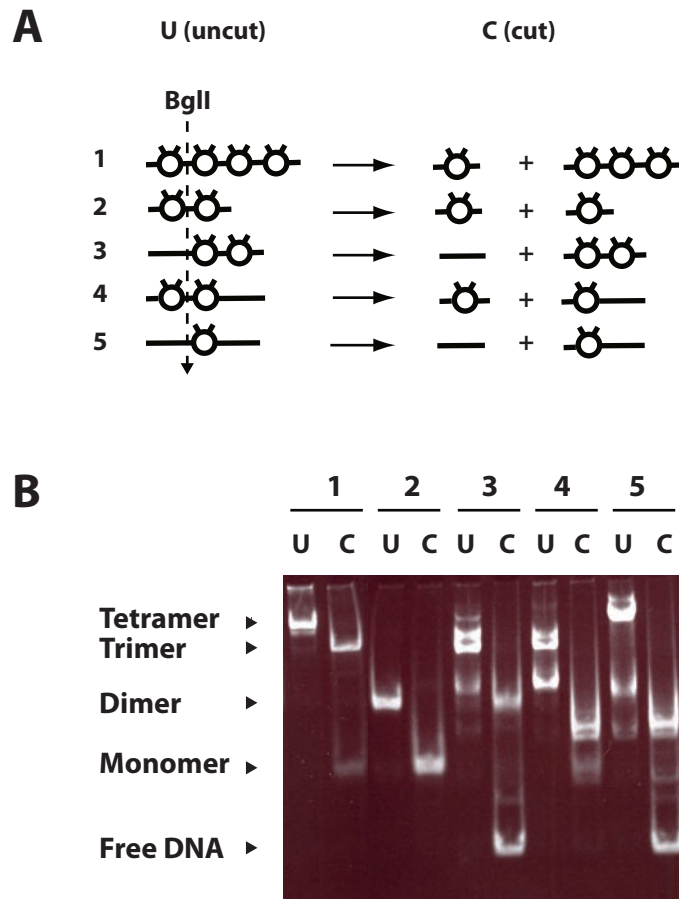 A
U (uncut) C (cut)
BglI
1 +
2 +
3 +
4 +
5 +
B
1 2 3 4 5
U C U C U C U C U C
Tetramer
Trimer
Dimer
Monomer
Free DNA